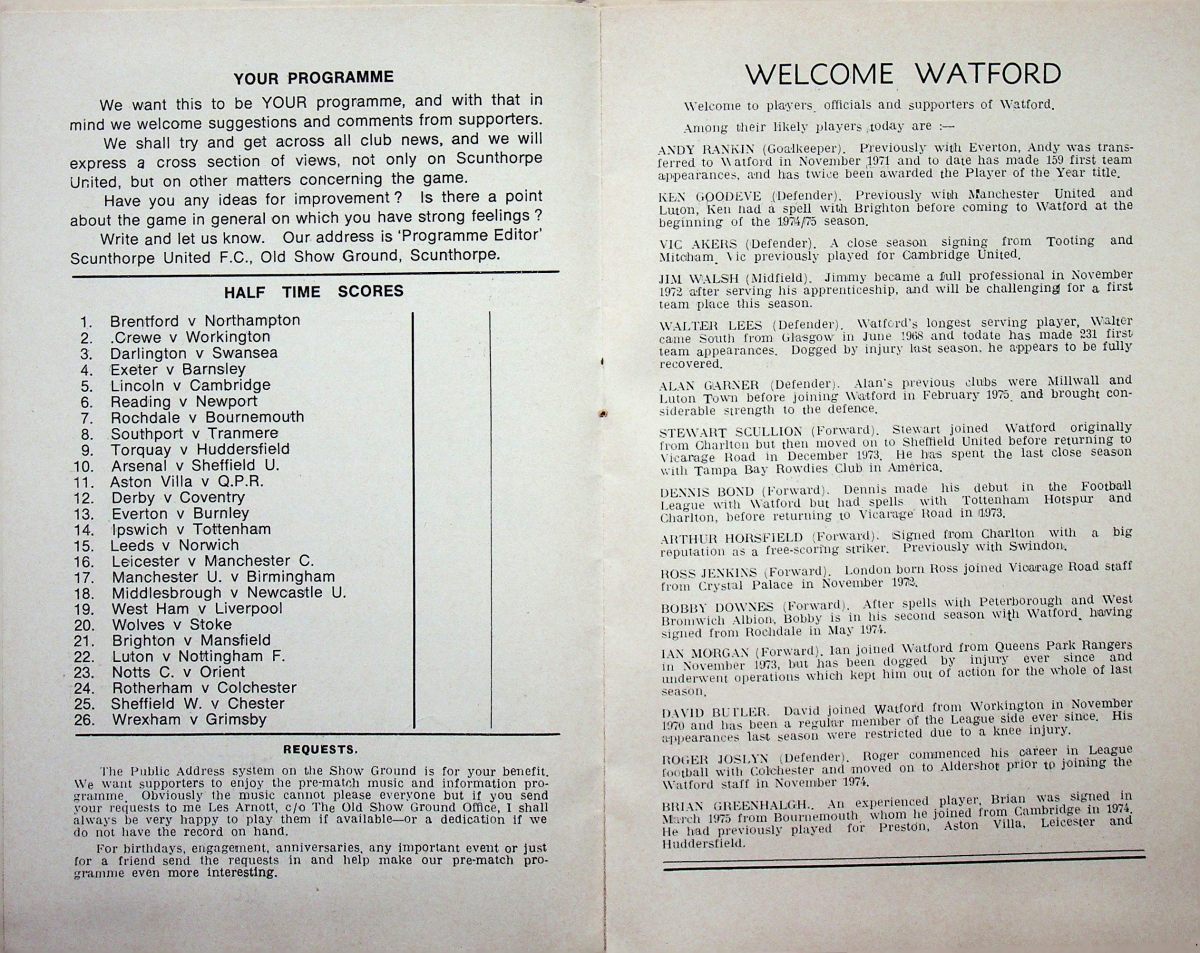 YOUR PROGRAMME
We want this to be YOUR programme, and with that in
mind we welcome suggestions and comments from supporters.
We shall try and get across all club news, and we will
express a cross section of views, not only on Scunthorpe
United, but on other matters concerning the game.
Have you any ideas for improvement? Is there a point
about the game in general on which you have strong feelings?
Write and let us know. Our address is 'Programme Editor'
Scunthorpe United F.C., Old Show Ground, Scunthorpe.
HALF TIME SCORES
1. Brentford v Northampton
2. .Crewe v Workington
3. Darlington v Swansea
4. Exeter v Barnsley
5. Lincoln v Cambridge
6. Reading v Newport
7. Rochdale v Bournemouth
8. Southport v Tranmere
9. Torquay v Huddersfield
10. Arsenal v Sheffield U.
11. Aston Villa v Q.P.R.
12. Derby v Coventry
13. Everton v Burnley
14. Ipswich v Tottenham
15. Leeds v Norwich
16. Leicester v Manchester C.
17. Manchester U. v Birmingham
18. Middlesbrough v Newcastle U.
19. West Ham v Liverpool
20. Wolves v Stoke
21. Brighton v Mansfield
22. Luton v Nottingham F.
23. Notts C. v Orient
24. Rotherham v Colchester
25. Sheffield W. v Chester
26. Wrexham v Grimsby
REQUESTS.
The Public Address system on the Show Ground is for your benefit.
We want supporters to enjoy the pre-match music and information pro-
gramme. Obviously the music cannot please everyone but if you send
your requests to me Les Arnott, c/o The Old Show Ground Office, I shall
always be very happy to play them if available—or a dedication if we
do not have the record on hand.
For birthdays, engagement, anniversaries, any important event or just
for a friend send the requests in and help make our pre-match pro-
gramme even more interesting.
WELCOME WATFORD
Welcome to players, officials and supporters of Watford.
Among their likely players today are :—
ANDY RANKIN (Goalkeeper). Previously with Everton, Andy was trans-
ferred to Watford in November 1971 and to date has made 159 first team
appearances, and has twice been awarded the Player of the Year title.
KEN GOODEVE (Defender). Previously with Manchester United and
Luton, Ken had a spell with Brighton before coming to Watford at the
beginning of the 1974/75 season.
VIC AKERS (Defender). A close season signing from Tooting and
Mitcham, Vic previously played for Cambridge United.
JIM WALSH (Midfield). Jimmy became a full professional in November
1972 after serving his apprenticeship, and will be challenging for a first
team place this season.
WALTER LEES (Defender). Watford's longest serving player, Walter
came South from Glasgow in June 1968 and todate has made 231 first
team appearances. Dogged by injury last season, he appears to be fully
recovered.
ALAN GARNER (Defender). Alan's previous clubs were Millwall and
Luton Town before joining Watford in February 1975, and brought con-
siderable strength to the defence.
STEWART SCULLION (Forward). Stewart joined Watford originally
from Charlton but then moved on to Sheffield United before returning to
Vicarage Road in December 1973. He has spent the last close season
with Tampa Bay Rowdies Club in America.
DENNIS BOND (Forward). Dennis made his debut in the Football
League with Watford but had spells with Tottenham Hotspur and
Charlton, before returning to Vicarage Road in 1973.
ARTHUR HORSFIELD (Forward). Signed from Charlton with a big
reputation as a free-scoring striker. Previously with Swindon.
ROSS JENKINS (Forward). London born Ross joined Vicarage Road staff
from Crystal Palace in November 1972.
BOBBY DOWNES (Forward). After spells with Peterborough and West
Bromwich Albion, Bobby is in his second season with Watford, having
signed from Rochdale in May 1974.
IAN MORGAN (Forward). Ian joined Watford from Queens Park Rangers
in November 1973, but has been dogged by injury ever since and
underwent operations which kept him out of action for the whole of last
season.
DAVID BUTLER. David joined Watford from Workington in November
1970 and has been a regular member of the League side ever since. His
appearances last season were restricted due to a knee injury.
ROGER JOSLYN (Defender). Roger commenced his career in League
football with Colchester and moved on to Aldershot prior to joining the
Watford staff in November 1974.
BRIAN GREENHALGH.. An experienced player, Brian was signed in
March 1975 from Bournemouth whom he joined from Cambridge in 1974.
He had previously played for Preston, Aston Villa, Leicester and
Huddersfield.